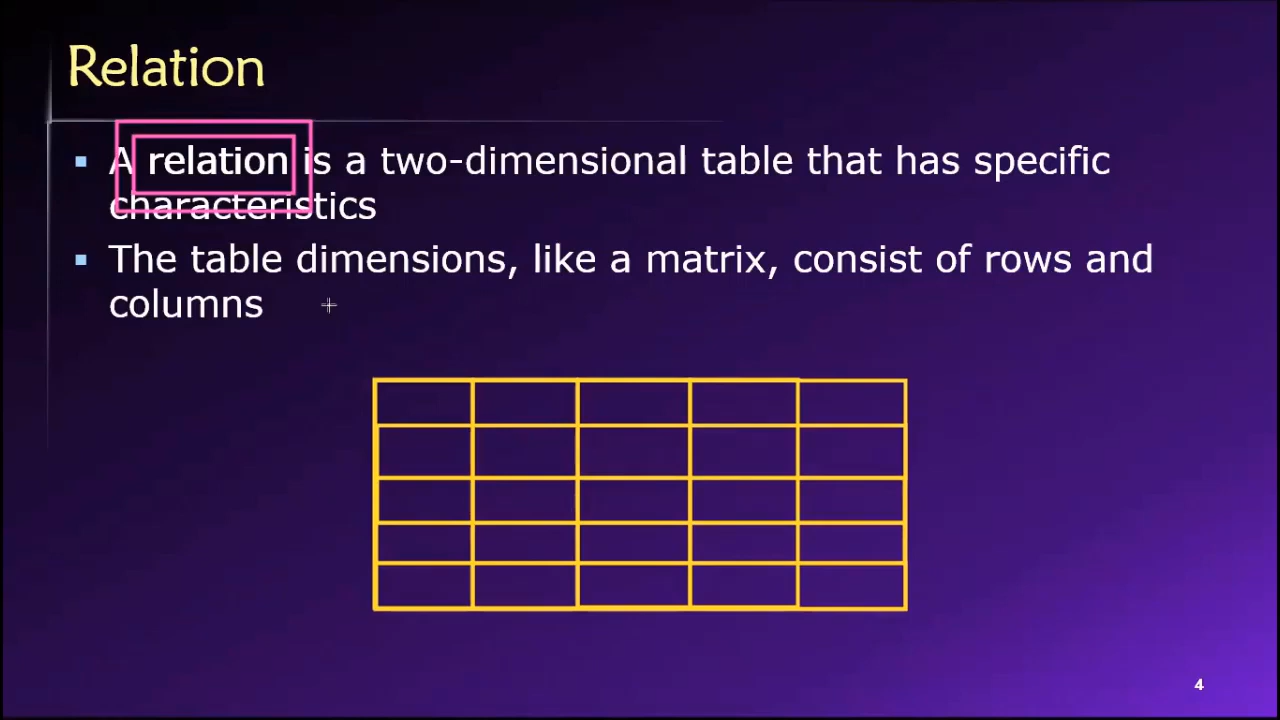 Relation
A relation is a two-dimensional table that has specific
characteristics
The table dimensions, like a matrix, consist of rows and
columns
4